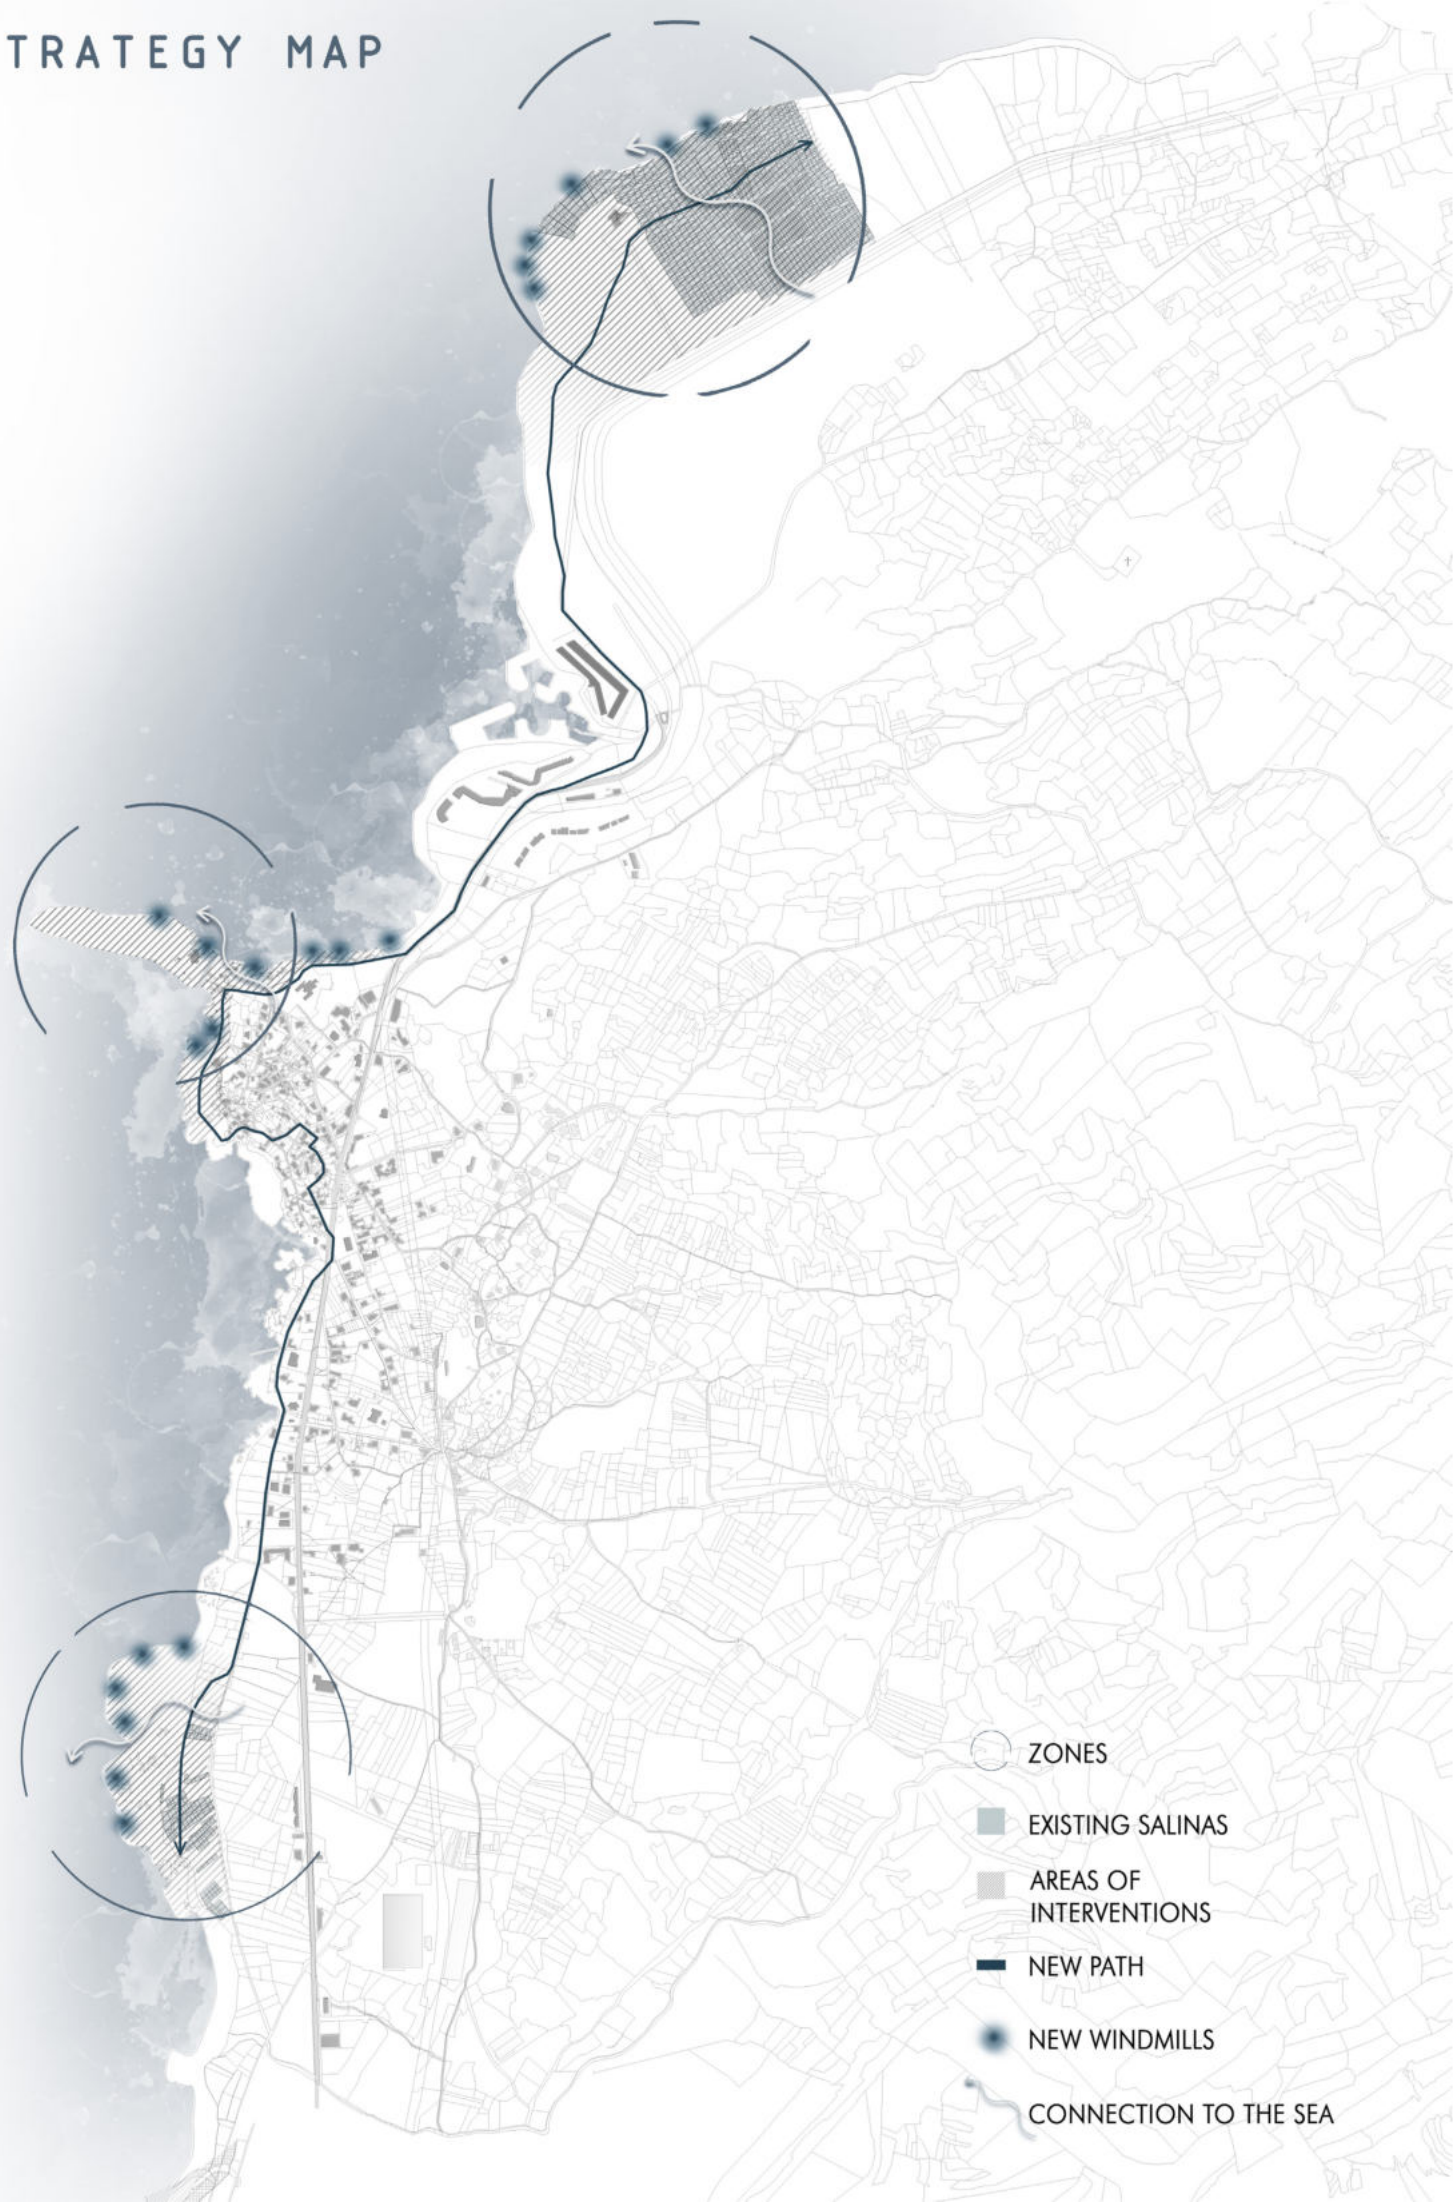 TRATEGY MAP
ZONES
EXISTING SALINAS
AREAS OF
INTERVENTIONS
NEW PATH
NEW WINDMILLS
CONNECTION TO THE SEA